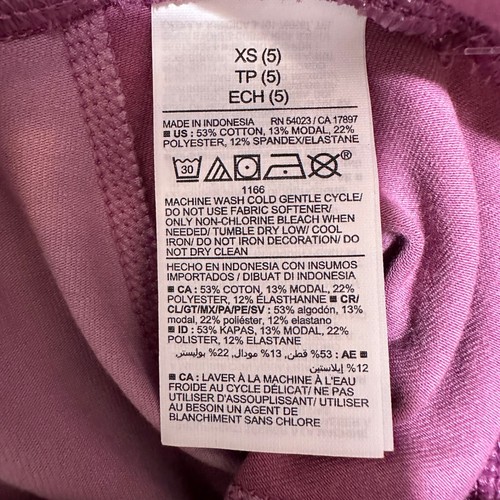 XS (5)
TP (5)
ECH (5)
MADE IN INDONESIA RN 54023 / CA 17897
US : 53% COTTON, 13% MODAL, 22%
POLYESTER, 12% SPANDEX/ELASTANE
30 ®
1166
MACHINE WASH COLD GENTLE CYCLE/
DO NOT USE FABRIC SOFTENER/
ONLY NON-CHLORINE BLEACH WHEN
NEEDED/ TUMBLE DRY LOW/ COOL
IRON/ DO NOT IRON DECORATION/ DO
NOT DRY CLEAN
HECHO EN INDONESIA CON INSUMOS
IMPORTADOS / DIBUAT DI INDONESIA
CA : 53% COTON, 13% MODAL, 22%
POLYESTER, 12% ÉLASTHANNE CR/
CL/GT/MX/PA/PE/SV : 53% algodón, 13%
modal, 22% poliéster, 12% elastano
ID : 53% KAPAS, 13% MODAL, 22%
POLISTER, 12% ELASTANE
AE : 53% قطن, 13% مودال, 22% بوليستر,
12% إيلاستين
CA : LAVER À LA MACHINE À L'EAU
FROIDE AU CYCLE DÉLICAT/ NE PAS
UTILISER D'ASSOUPLISSANT/ UTILISER
AU BESOIN UN AGENT DE
BLANCHIMENT SANS CHLORE